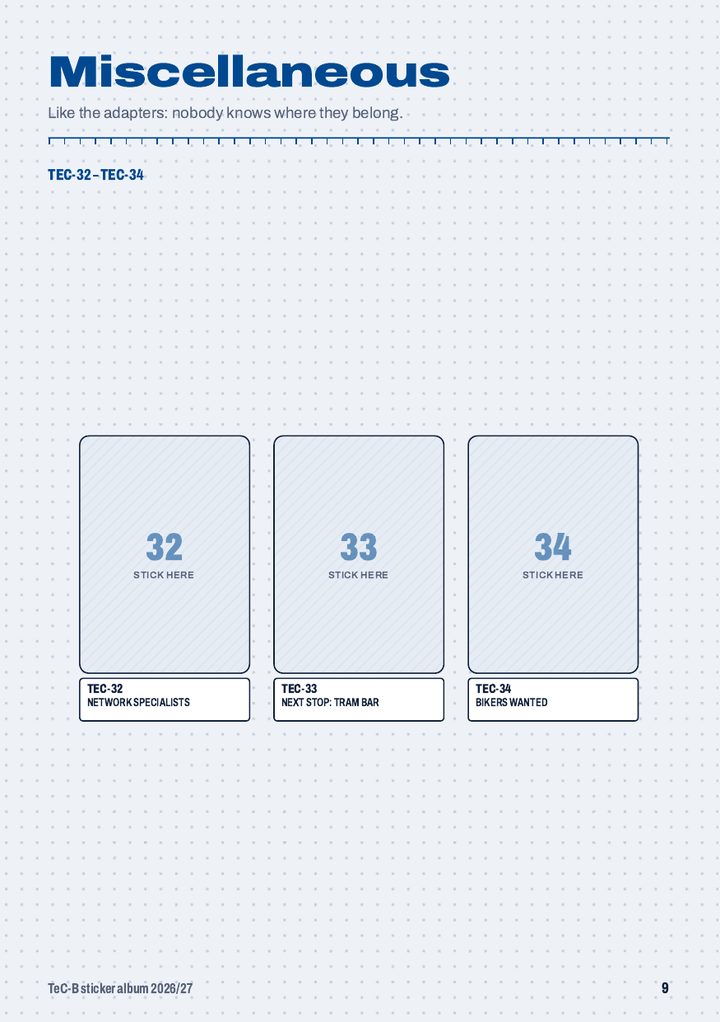 Miscellaneous
Like the adapters: nobody knows where they belong.
TEC-32–TEC-34
32
STICK HERE
33
STICK HERE
34
STICK HERE
TEC-32
NETWORK SPECIALISTS
TEC-33
NEXT STOP: TRAM BAR
TEC-34
BIKERS WANTED
TeC-B sticker album 2026/27
9